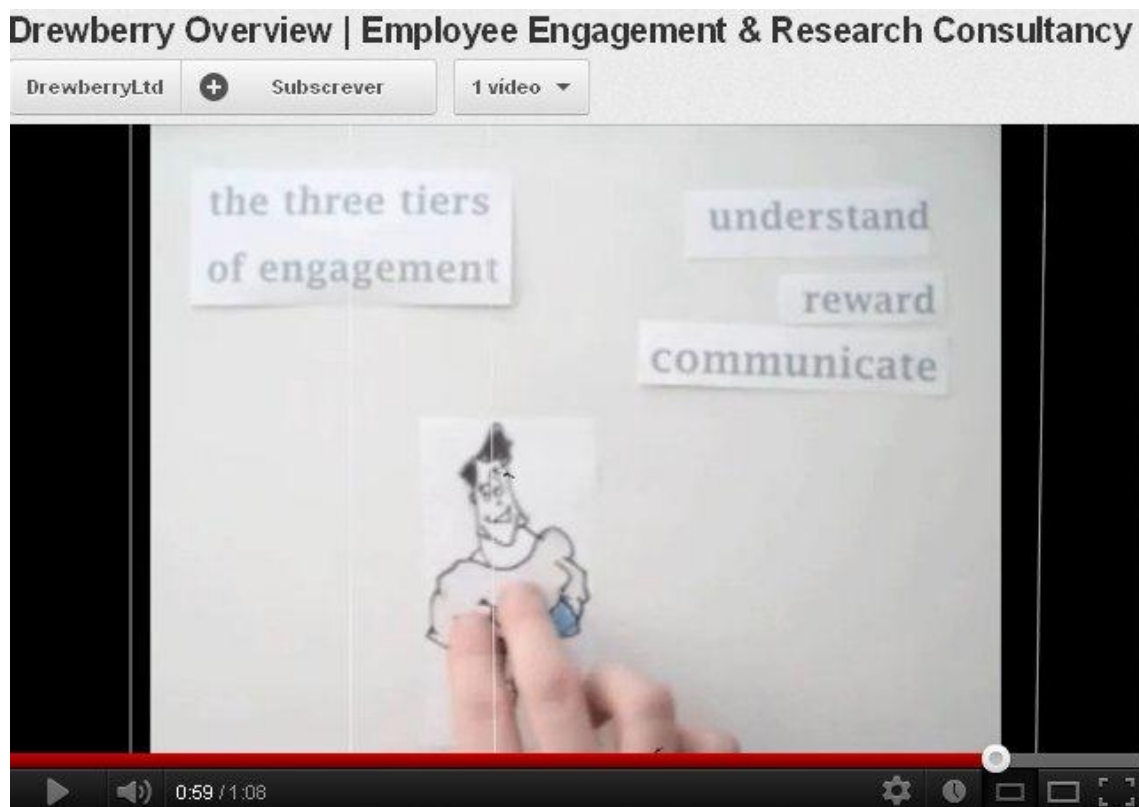 Drewberry Overview | Employee Engagement & Research Consultancy
DrewberryLtd
Subscrever
1 vídeo
the three tiers
of engagement
understand
reward
communicate
0:59 / 1:08